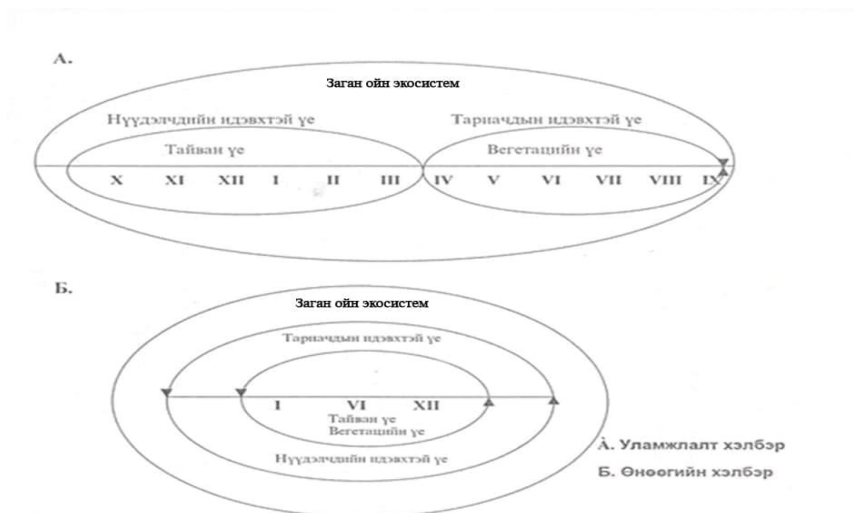 А.
Заган ойн экосистем
Нүүдэлчдийн идэвхтэй үе Тариачдын идэвхтэй үе
Тайван үе Вегетацийн үе
X XI XII I II III IV V VI VII VIII IX
Б.
Заган ойн экосистем
Тариачдын идэвхтэй үе
I VI XII
Тайван үе
Вегетацийн үе
Нүүдэлчдийн идэвхтэй үе
À. Уламжлалт хэлбэр
Б. Өнөөгийн хэлбэр